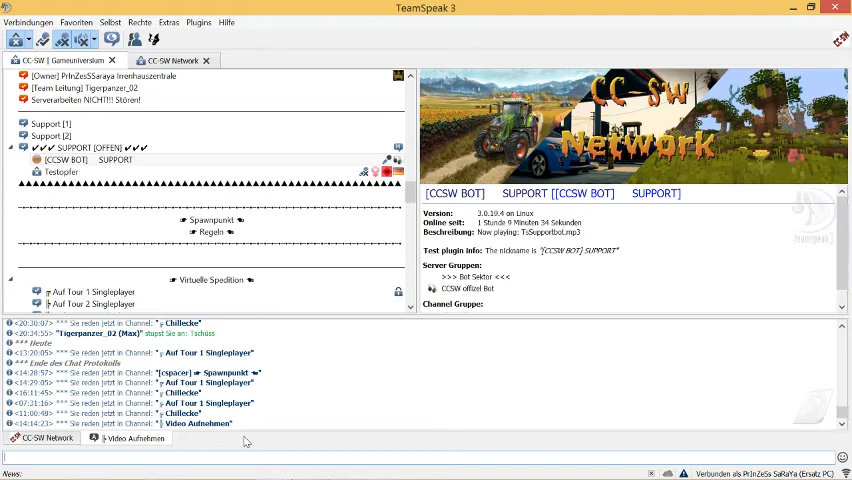 TeamSpeak 3
Verbindungen Favoriten Selbst Rechte Extras Plugins Hilfe
CC-SW | Gameuniversium
CC-SW Network
[Owner] PrInZesSSaraya Irrenhauszentrale
[Team Leitung] Tigerpanzer_02
Serverarbeiten NICHT!!! Stören!
Support [1]
Support [2]
✔✔✔ SUPPORT [OFFEN] ✔✔✔
[CCSW BOT] SUPPORT
Testopfer
Spawnpunkt
Regeln
Virtuelle Spedition
Auf Tour 1 Singleplayer
Auf Tour 2 Singleplayer
CC-SW
Network
[CCSW BOT] SUPPORT [[CCSW BOT] SUPPORT]
Version: 3.0.19.4 on Linux
Online seit: 1 Stunde 9 Minuten 34 Sekunden
Beschreibung: Now playing: TsSupportbot.mp3
Test plugin info: The nickname is "[CCSW BOT] SUPPORT"
Server Gruppen:
>>> Bot Sektor <<<
CCSW offizel Bot
Channel Gruppe:
teamspeak
<20:30:07> *** Sie reden jetzt in Channel: "╔ Chillecke"
<20:34:55> "Tigerpanzer_02 (Max)" stupst Sie an: Tschüss
*** Heute
<13:20:05> *** Sie reden jetzt in Channel: "╔ Auf Tour 1 Singleplayer"
*** Ende des Chat Protokolls
<14:28:57> *** Sie reden jetzt in Channel: "[cspacer] ☛ Spawnpunkt ☚"
<14:29:05> *** Sie reden jetzt in Channel: "╔ Auf Tour 1 Singleplayer"
<16:11:45> *** Sie reden jetzt in Channel: "╔ Chillecke"
<07:31:16> *** Sie reden jetzt in Channel: "╔ Auf Tour 1 Singleplayer"
<11:00:48> *** Sie reden jetzt in Channel: "╔ Chillecke"
<14:14:23> *** Sie reden jetzt in Channel: "╠ Video Aufnehmen"
CC-SW Network
╠ Video Aufnehmen
News:
Verbunden als PrInZeSs SaRaYa (Ersatz PC)